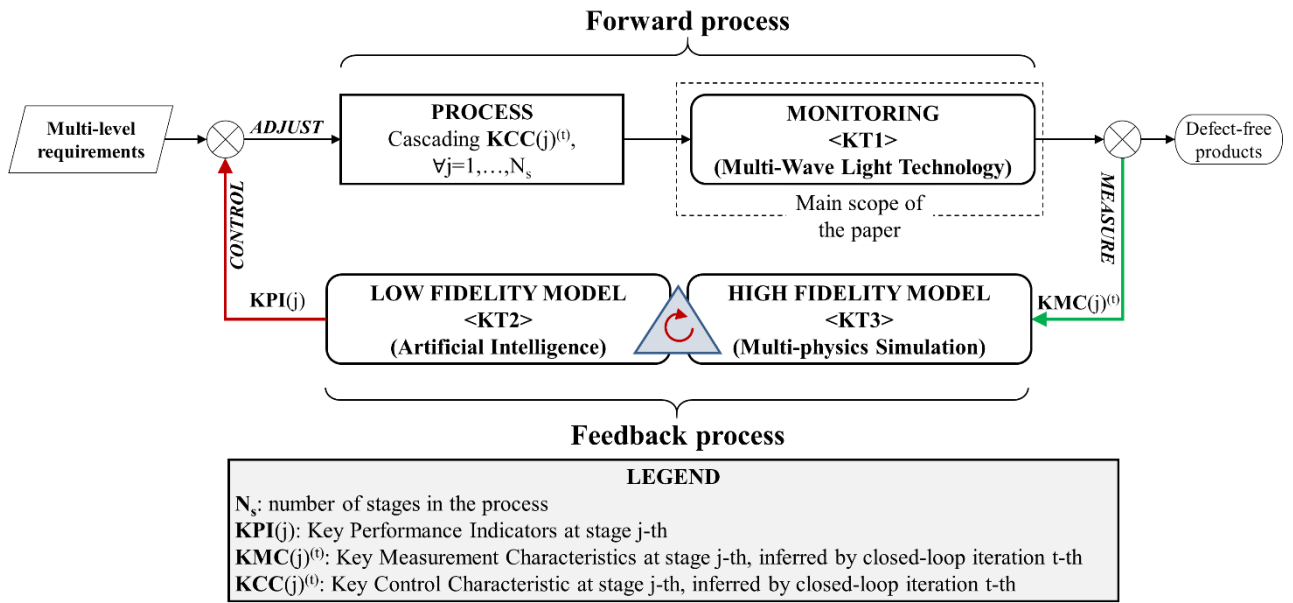 Forward process
Multi-level
requirements
ADJUST
PROCESS
Cascading KCC(j)⁽ᵗ⁾,
∀j=1,…,Nₛ
MONITORING
<KT1>
(Multi-Wave Light Technology)
Main scope of
the paper
Defect-free
products
CONTROL
MEASURE
KPI(j)
LOW FIDELITY MODEL
<KT2>
(Artificial Intelligence)
HIGH FIDELITY MODEL
<KT3>
(Multi-physics Simulation)
KMC(j)⁽ᵗ⁾
Feedback process
LEGEND
Nₛ: number of stages in the process
KPI(j): Key Performance Indicators at stage j-th
KMC(j)⁽ᵗ⁾: Key Measurement Characteristics at stage j-th, inferred by closed-loop iteration t-th
KCC(j)⁽ᵗ⁾: Key Control Characteristic at stage j-th, inferred by closed-loop iteration t-th